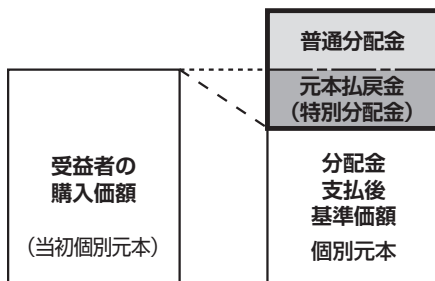 普通分配金
元本払戻金
（特別分配金）
受益者の
購入価額
（当初個別元本）
分配金
支払後
基準価額
個別元本